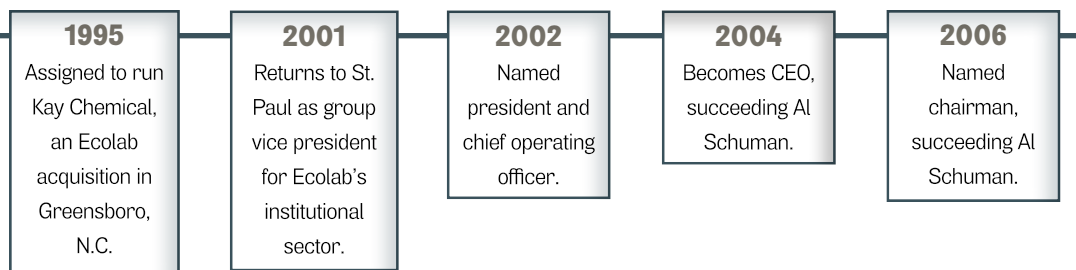 1995
Assigned to run
Kay Chemical,
an Ecolab
acquisition in
Greensboro,
N.C.
2001
Returns to St.
Paul as group
vice president
for Ecolab's
institutional
sector.
2002
Named
president and
chief operating
officer.
2004
Becomes CEO,
succeeding Al
Schuman.
2006
Named
chairman,
succeeding Al
Schuman.